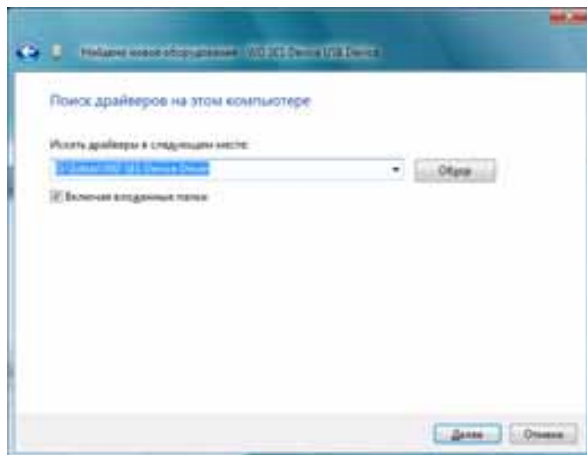 Найдено новое оборудование - WD SES Device USB Device
Поиск драйверов на этом компьютере
Искать драйверы в следующем месте:
Обзор
Включая вложенные папки
Далее
Отмена